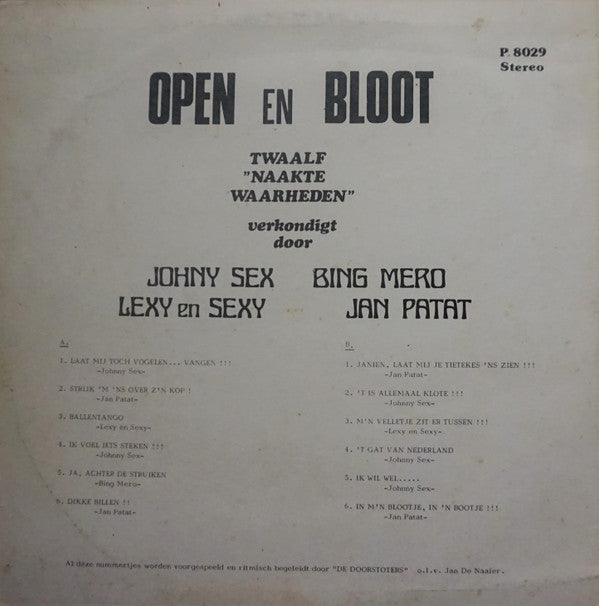 P. 8029
Stereo
OPEN EN BLOOT
TWAALF
"NAAKTE
WAARHEDEN"
verkondigt
door
JOHNY SEX BING MERO
LEXY en SEXY JAN PATAT
A.
1. LAAT MIJ TOCH VOGELEN... VANGEN !!!
-Johnny Sex-
2. STRIJK 'M 'NS OVER Z'N KOP !
-Jan Patat-
3. BALLENTANGO
-Lexy en Sexy-
4. IK VOEL IETS STEKEN !!!
-Johnny Sex-
5. JA, ACHTER DE STRUIKEN
-Bing Mero-
6. DIKKE BILLEN !!
-Jan Patat-
B.
1. JANIEN, LAAT MIJ JE TIETEKES 'NS ZIEN !!!
-Jan Patat-
2. 'T IS ALLEMAAL KLOTE !!!
-Johnny Sex-
3. M'N VELLETJE ZIT ER TUSSEN !!!
-Lexy en Sexy-
4. 'T GAT VAN NEDERLAND
-Johnny Sex-
5. IK WIL WEL.....
-Johnny Sex-
6. IN M'N BLOOTJE, IN 'N BOOTJE !!!
-Jan Patat-
Al deze nummertjes worden voorgespeeld en ritmisch begeleidt door "DE DOORSTOTERS" o.l.v. Jan De Naaier.